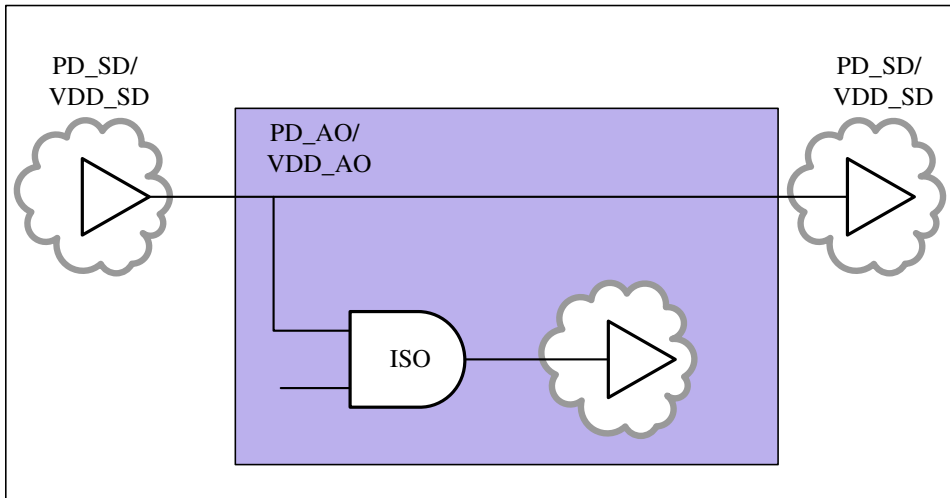 PD_SD/
VDD_SD
PD_AO/
VDD_AO
PD_SD/
VDD_SD
ISO